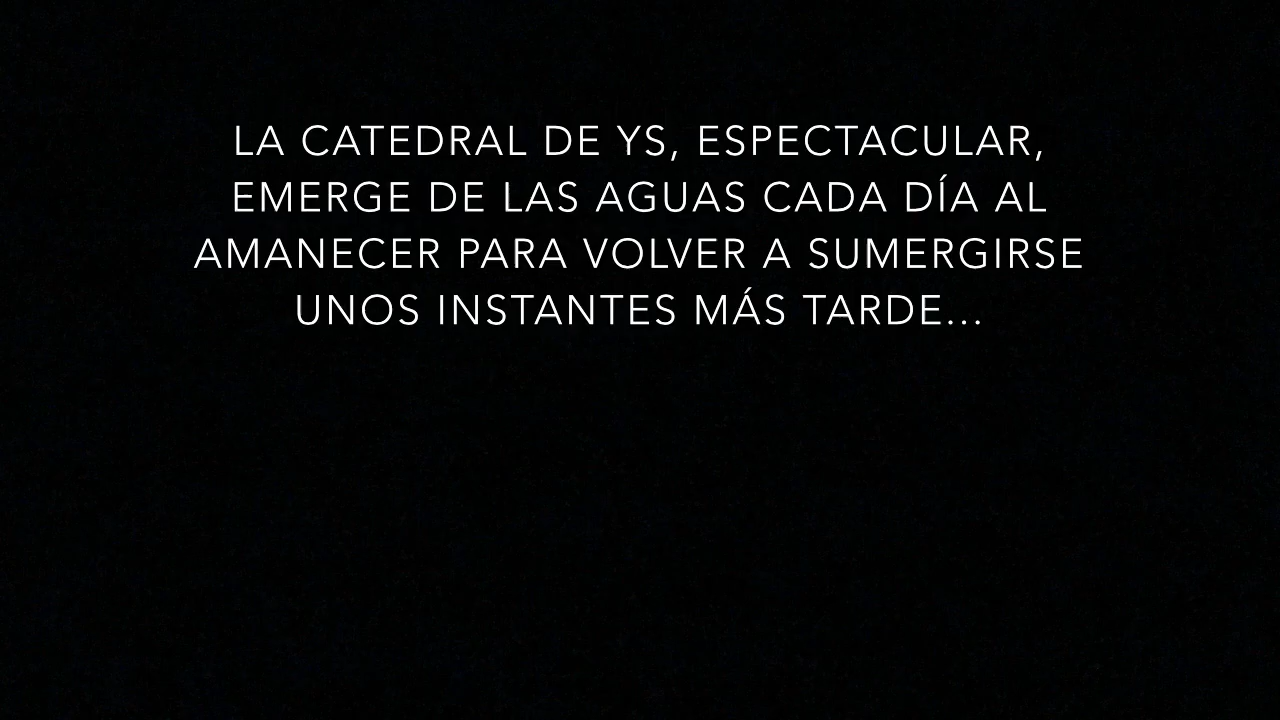 LA CATEDRAL DE YS, ESPECTACULAR,
EMERGE DE LAS AGUAS CADA DÍA AL
AMANECER PARA VOLVER A SUMERGIRSE
UNOS INSTANTES MÁS TARDE...